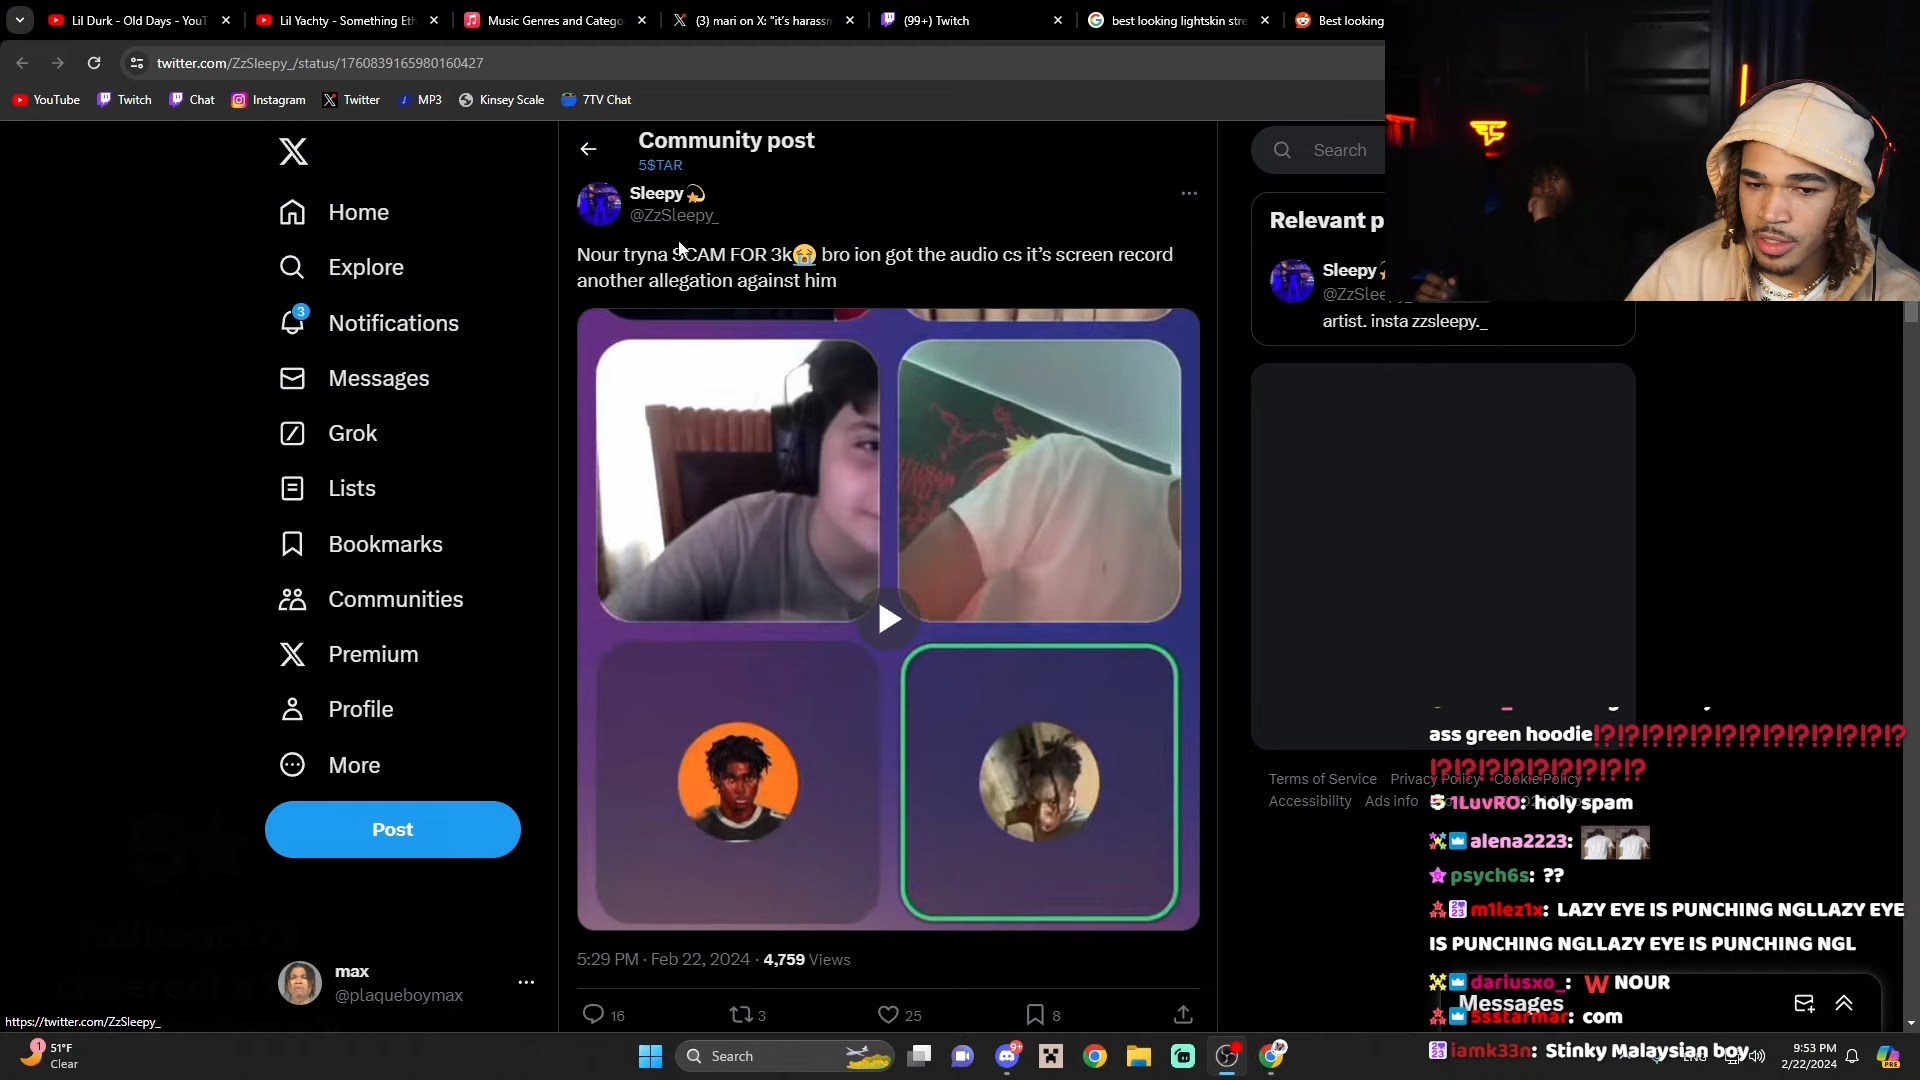 Lil Durk - Old Days - YouT
Lil Yachty - Something Eth
Music Genres and Catego
(3) mari on X: "it's harassm
(99+) Twitch
best looking lightskin stre
Best looking
twitter.com/ZzSleepy_/status/1760839165980160427
YouTube
Twitch
Chat
Instagram
Twitter
MP3
Kinsey Scale
7TV Chat
Home
Explore
3
Notifications
Messages
Grok
Lists
Bookmarks
Communities
Premium
Profile
More
Post
max
@plaqueboymax
https://twitter.com/ZzSleepy_
Community post
5$TAR
Sleepy💫
@ZzSleepy_
Nour tryna SCAM FOR 3k😭 bro ion got the audio cs it's screen record
another allegation against him
5:29 PM · Feb 22, 2024 · 4,759 Views
16
3
25
8
Search
Relevant p
Sleepy
@ZzSlee
artist. insta zzsleepy._
Terms of Service Privacy Policy Cookie Policy
Accessibility Ads info
ass green hoodie⁉⁉⁉⁉⁉⁉⁉⁉⁉⁉⁉⁉⁉
⁉⁉⁉⁉⁉⁉⁉⁉⁉
1LuvRO: holy spam
alena2223:
psych6s: ??
m1lez1x: LAZY EYE IS PUNCHING NGLLAZY EYE
IS PUNCHING NGLLAZY EYE IS PUNCHING NGL
dariusxo_: W NOUR
Messages
5sstarmar: com
iamk33n: Stinky Malaysian boy
1
51°F
Clear
Search
9+
9:53 PM
2/22/2024